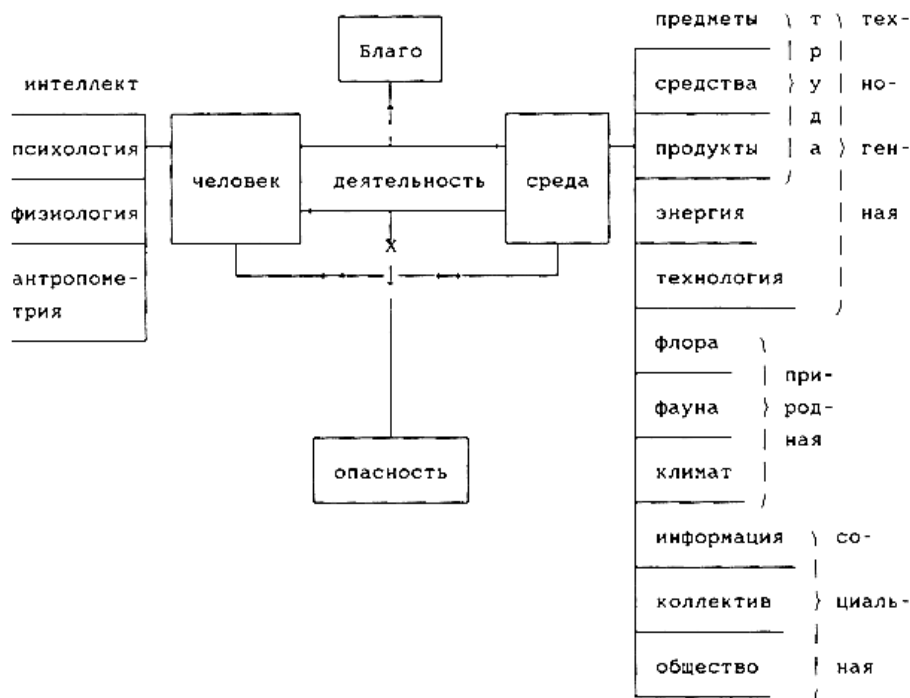 предметы } т } тех-
р
Благо
интеллект
средства у но-
д
психология
продукты а ген-
человек деятельность среда
физиология
энергия ная
X
антропоме-
трия
технология
флора
при-
фауна род-
ная
опасность
климат
информация со-
коллектив циаль-
общество ная